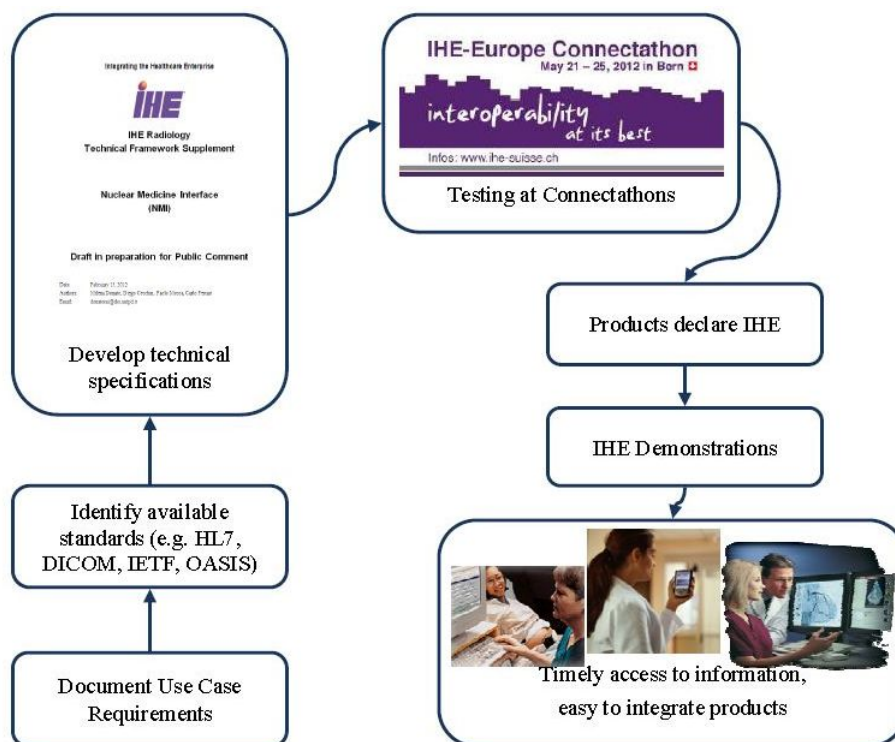 Integrating the Healthcare Enterprise
IHE
IHE Radiology
Technical Framework Supplement
Nuclear Medicine Interface
(NMI)
Draft in preparation for Public Comment
Date:
Authors:
Email:
Develop technical
specifications
IHE-Europe Connectathon
May 21 – 25, 2012 in Bern
interoperability
at its best
Infos: www.ihe-suisse.ch
Testing at Connectathons
Products declare IHE
IHE Demonstrations
Identify available
standards (e.g. HL7,
DICOM, IETF, OASIS)
Document Use Case
Requirements
Timely access to information,
easy to integrate products